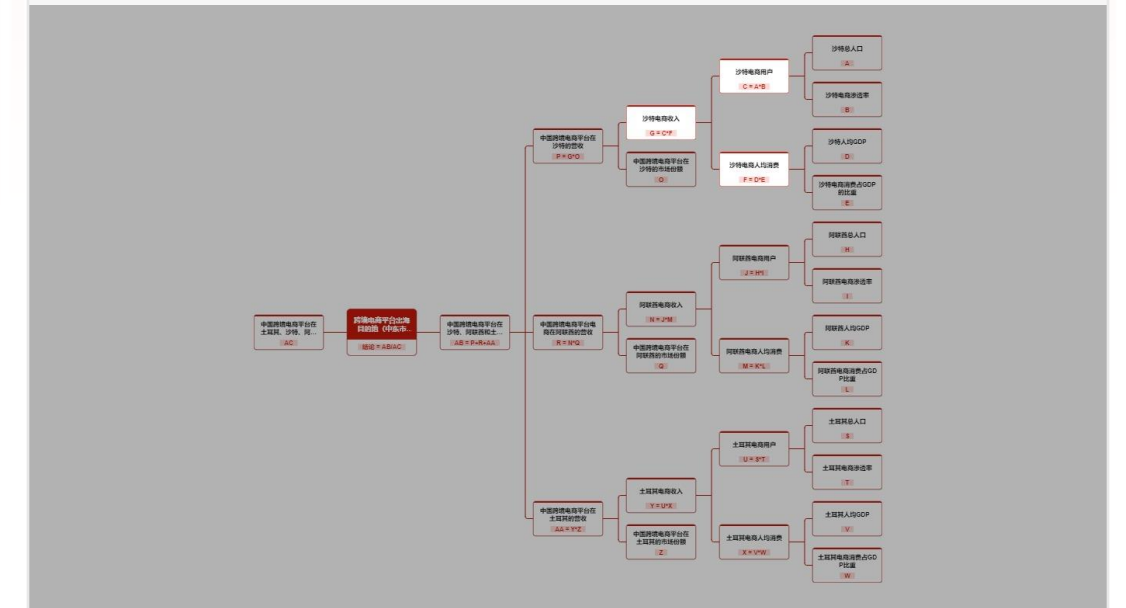 沙特总人口
A
沙特电商用户
C = A*B
沙特电商渗透率
B
沙特电商收入
G = C*F
中国跨境电商平台在
沙特的营收
P = G*O
沙特人均GDP
D
中国跨境电商平台在
沙特的市场份额
O
沙特电商人均消费
F = D*E
沙特电商消费占GDP
的比重
E
阿联酋总人口
H
阿联酋电商用户
J = H*I
阿联酋电商渗透率
I
阿联酋电商收入
N = J*M
中国跨境电商平台在
土耳其、沙特、阿...
AC
跨境电商平台出海
目的地（中东市...
结论 = AB/AC
中国跨境电商平台在
沙特、阿联酋和土...
AB = P+R+AA
中国跨境电商平台电
商在阿联酋的营收
R = N*Q
阿联酋人均GDP
K
中国跨境电商平台在
阿联酋的市场份额
Q
阿联酋电商人均消费
M = K*L
阿联酋电商消费占GD
P比重
L
土耳其总人口
S
土耳其电商用户
U = S*T
土耳其电商渗透率
T
土耳其电商收入
Y = U*X
中国跨境电商平台在
土耳其的营收
AA = Y*Z
土耳其人均GDP
V
中国跨境电商平台在
土耳其的市场份额
Z
土耳其电商人均消费
X = V*W
土耳其电商消费占GD
P比重
W